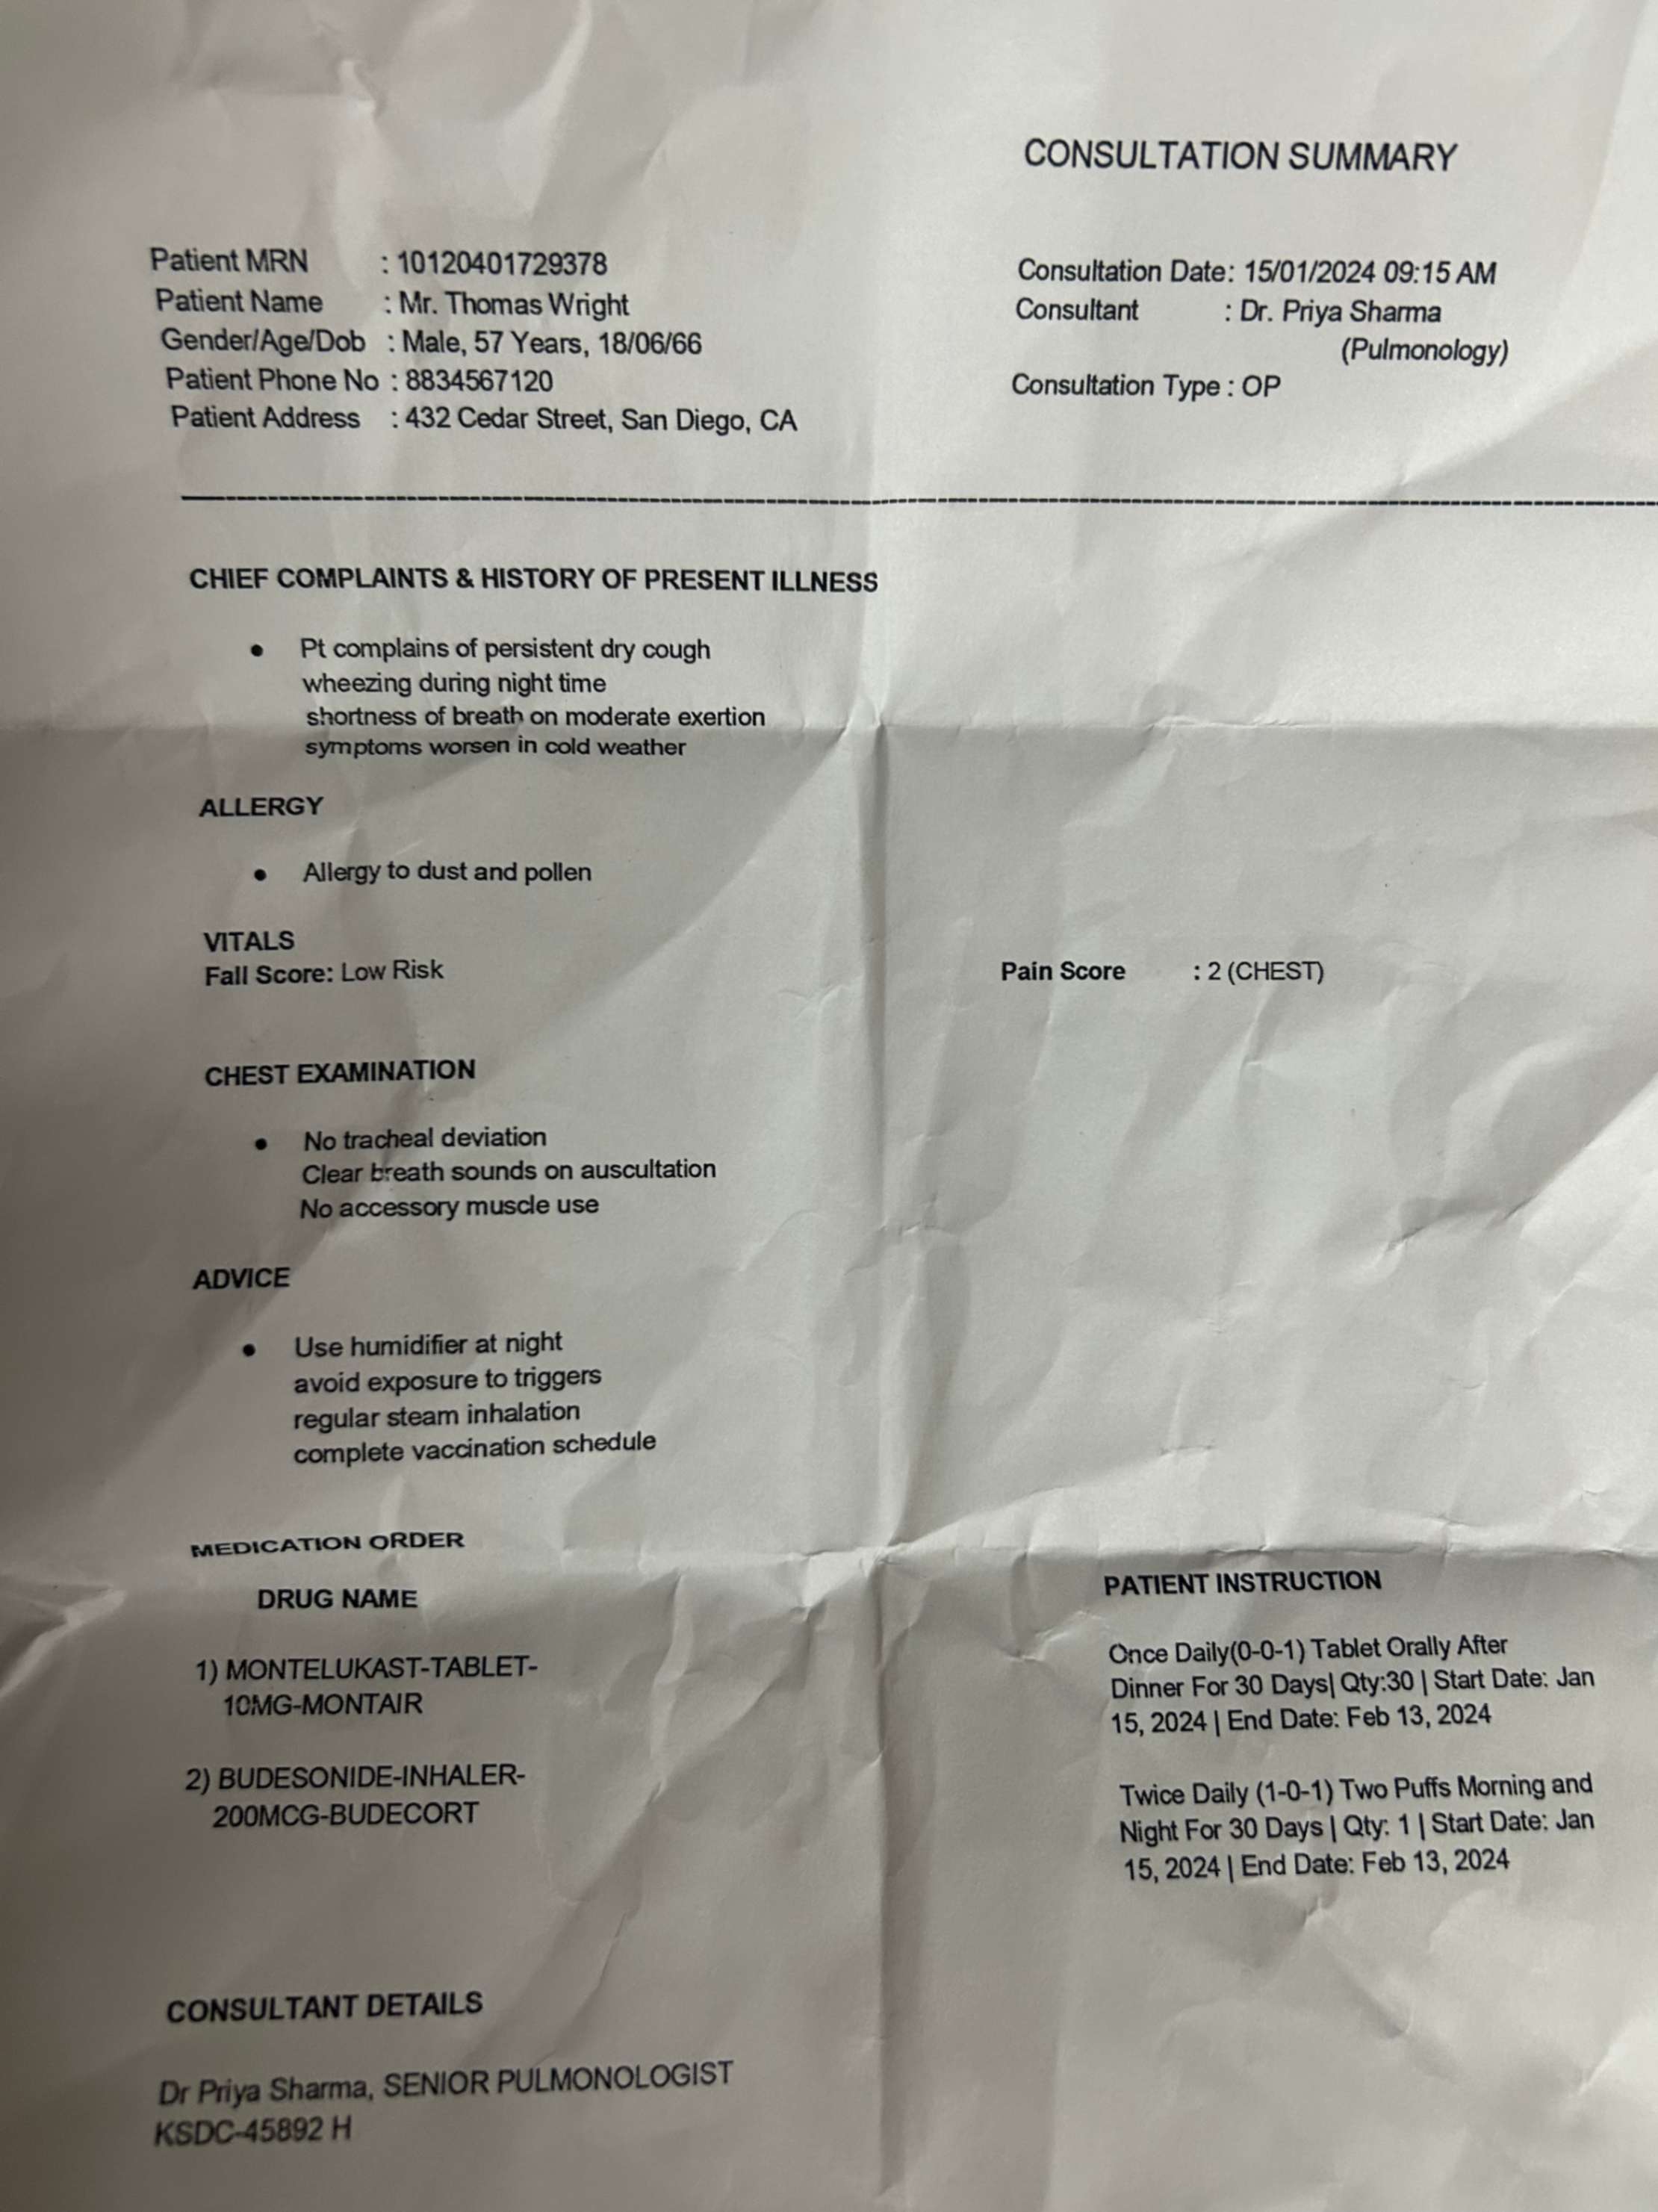 CONSULTATION SUMMARY
Patient MRN : 10120401729378
Patient Name : Mr. Thomas Wright
Gender/Age/Dob : Male, 57 Years, 18/06/66
Patient Phone No : 8834567120
Patient Address : 432 Cedar Street, San Diego, CA
Consultation Date: 15/01/2024 09:15 AM
Consultant : Dr. Priya Sharma
(Pulmonology)
Consultation Type : OP
CHIEF COMPLAINTS & HISTORY OF PRESENT ILLNESS
• Pt complains of persistent dry cough
wheezing during night time
shortness of breath on moderate exertion
symptoms worsen in cold weather
ALLERGY
• Allergy to dust and pollen
VITALS
Fall Score: Low Risk
Pain Score : 2 (CHEST)
CHEST EXAMINATION
• No tracheal deviation
Clear breath sounds on auscultation
No accessory muscle use
ADVICE
• Use humidifier at night
avoid exposure to triggers
regular steam inhalation
complete vaccination schedule
MEDICATION ORDER
DRUG NAME
PATIENT INSTRUCTION
1) MONTELUKAST-TABLET-
10MG-MONTAIR
Once Daily(0-0-1) Tablet Orally After
Dinner For 30 Days| Qty:30 | Start Date: Jan
15, 2024 | End Date: Feb 13, 2024
2) BUDESONIDE-INHALER-
200MCG-BUDECORT
Twice Daily (1-0-1) Two Puffs Morning and
Night For 30 Days | Qty: 1 | Start Date: Jan
15, 2024 | End Date: Feb 13, 2024
CONSULTANT DETAILS
Dr Priya Sharma, SENIOR PULMONOLOGIST
KSDC-45892 H